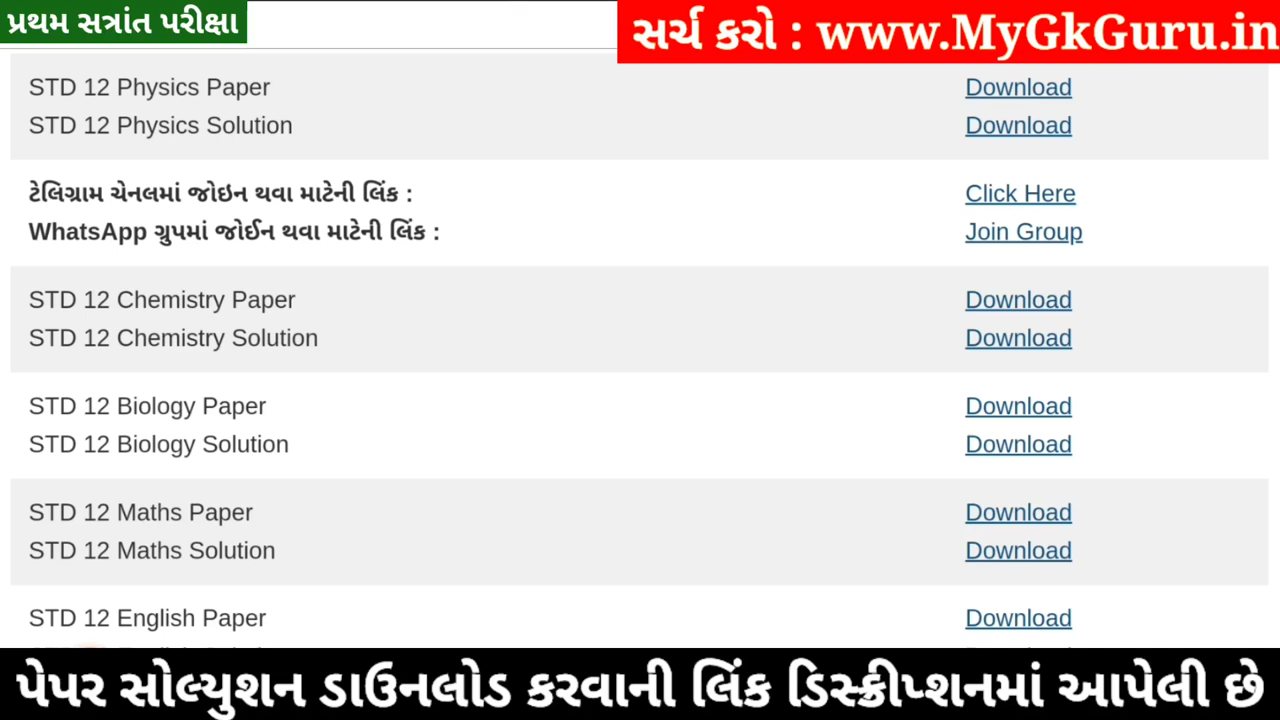 પ્રથમ સત્રાંત પરીક્ષા
સર્ચ કરો : www.MyGkGuru.in
STD 12 Physics Paper Download
STD 12 Physics Solution Download
ટેલિગ્રામ ચેનલમાં જોઇન થવા માટેની લિંક : Click Here
WhatsApp ગ્રુપમાં જોઈન થવા માટેની લિંક : Join Group
STD 12 Chemistry Paper Download
STD 12 Chemistry Solution Download
STD 12 Biology Paper Download
STD 12 Biology Solution Download
STD 12 Maths Paper Download
STD 12 Maths Solution Download
STD 12 English Paper Download
પેપર સોલ્યુશન ડાઉનલોડ કરવાની લિંક ડિસ્ક્રીપ્શનમાં આપેલી છે